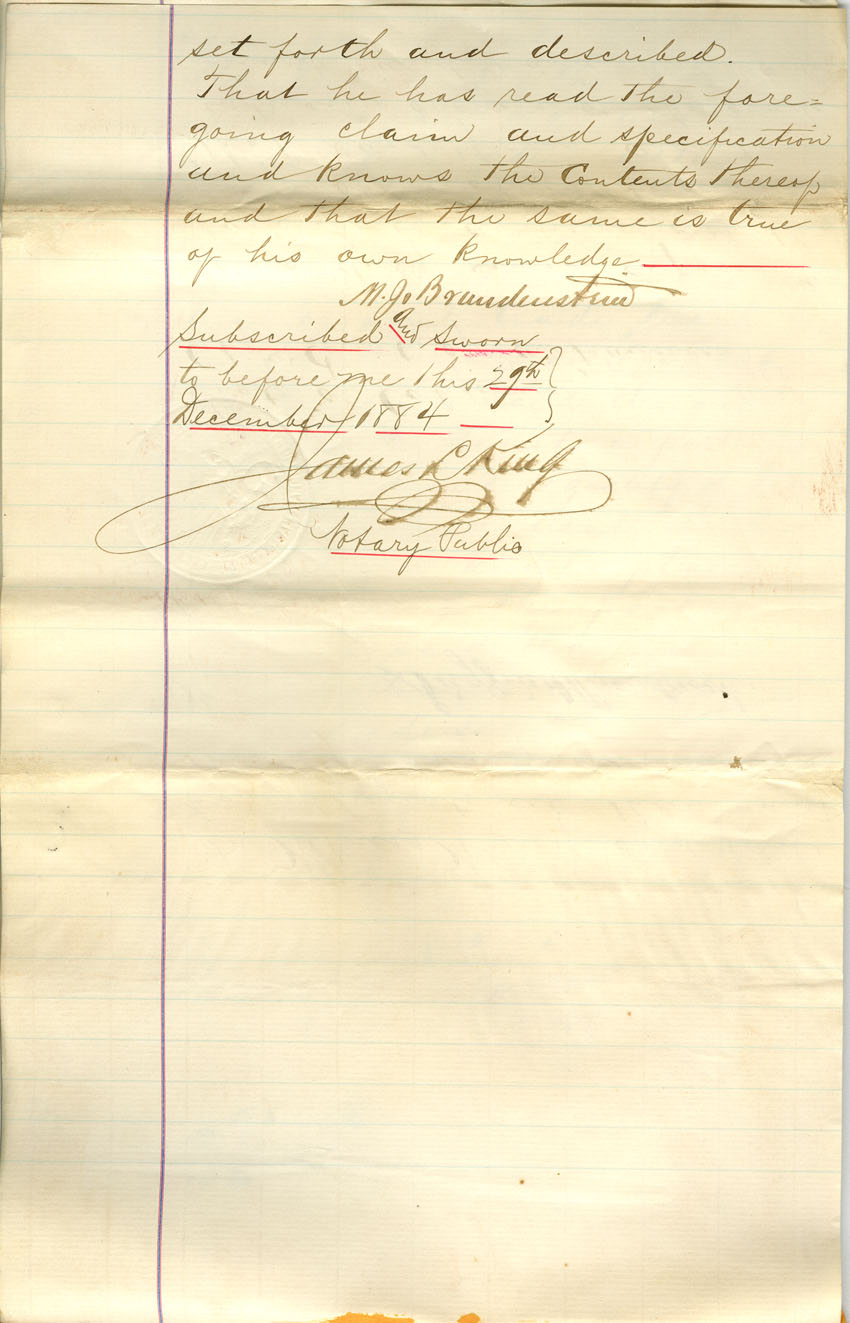 set forth and described.
That he has read the fore=
going claim and specification
and knows the Contents thereof
and that the same is true
of his own knowledge
M. J. Brandenstein
Subscribed and Sworn
to before me this 29th
December 1884
James L King
Notary Public